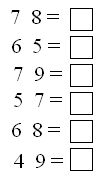 7 8 =
6 5 =
7 9 =
5 7 =
6 8 =
4 9 =